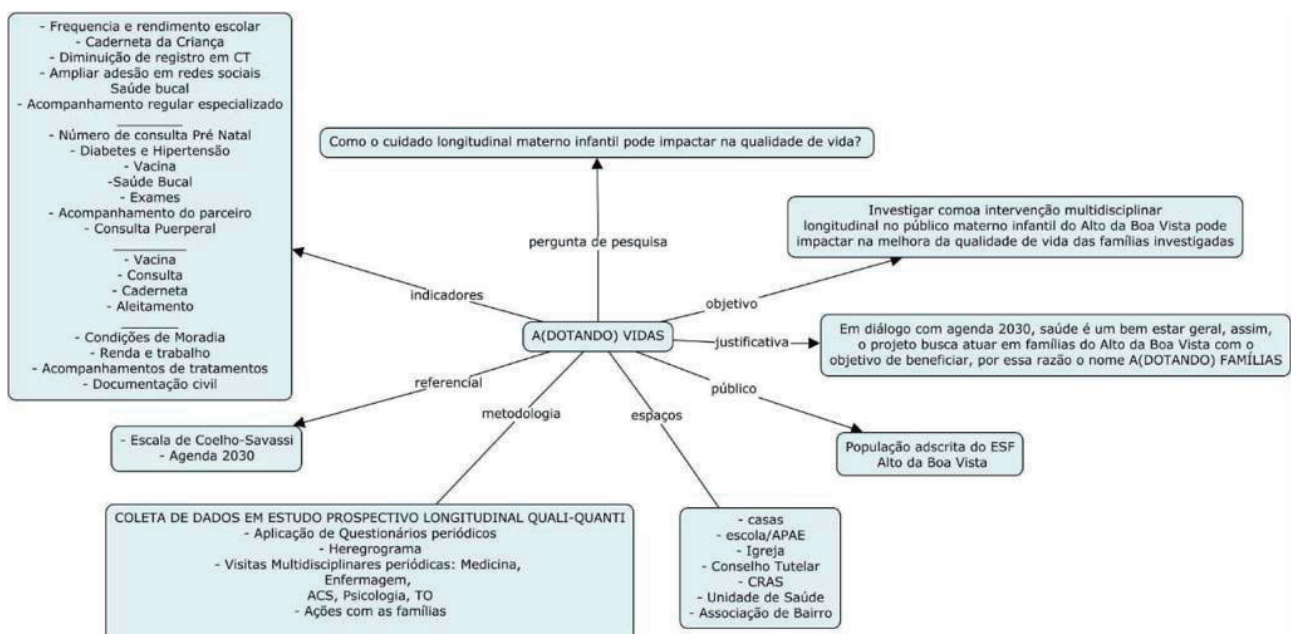 - Frequencia e rendimento escolar
- Caderneta da Criança
- Diminuição de registro em CT
- Ampliar adesão em redes sociais
Saúde bucal
- Acompanhamento regular especializado
- Número de consulta Pré Natal
- Diabetes e Hipertensão
- Vacina
-Saúde Bucal
- Exames
- Acompanhamento do parceiro
- Consulta Puerperal
- Vacina
- Consulta
- Caderneta
- Aleitamento
- Condições de Moradia
- Renda e trabalho
- Acompanhamentos de tratamentos
- Documentação civil
Como o cuidado longitudinal materno infantil pode impactar na qualidade de vida?
pergunta de pesquisa
Investigar comoa intervenção multidisciplinar
longitudinal no público materno infantil do Alto da Boa Vista pode
impactar na melhora da qualidade de vida das famílias investigadas
indicadores
objetivo
A(DOTANDO) VIDAS
justificativa
Em diálogo com agenda 2030, saúde é um bem estar geral, assim,
o projeto busca atuar em famílias do Alto da Boa Vista com o
objetivo de beneficiar, por essa razão o nome A(DOTANDO) FAMÍLIAS
referencial
metodologia
espaços
público
- Escala de Coelho-Savassi
- Agenda 2030
População adscrita do ESF
Alto da Boa Vista
COLETA DE DADOS EM ESTUDO PROSPECTIVO LONGITUDINAL QUALI-QUANTI
- Aplicação de Questionários periódicos
- Heregrograma
- Visitas Multidisciplinares periódicas: Medicina,
Enfermagem,
ACS, Psicologia, TO
- Ações com as famílias
- casas
- escola/APAE
- Igreja
- Conselho Tutelar
- CRAS
- Unidade de Saúde
- Associação de Bairro